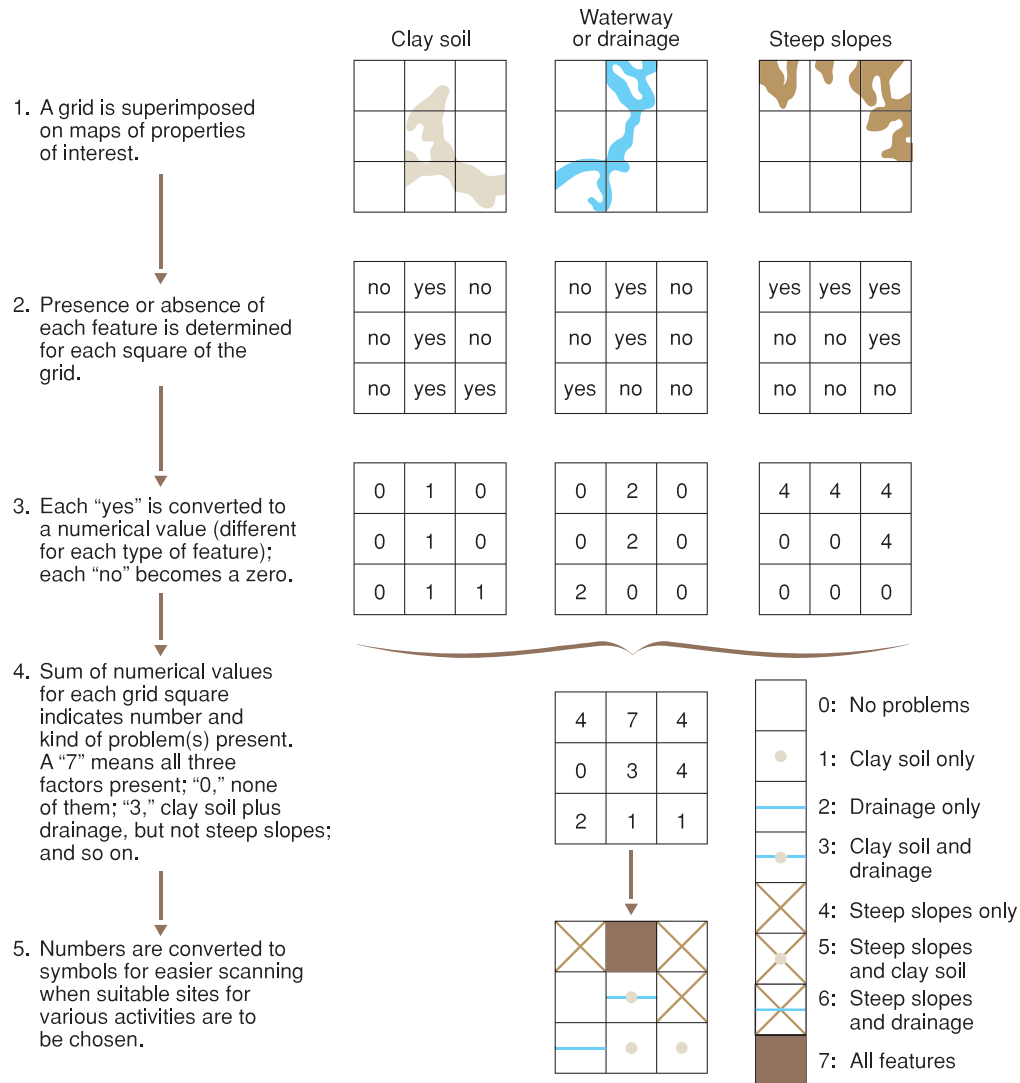 Clay soil
Waterway
or drainage
Steep slopes
1. A grid is superimposed
on maps of properties
of interest.
2. Presence or absence of
each feature is determined
for each square of the
grid.
no yes no
no yes no
no yes yes
no yes no
no yes no
yes no no
yes yes yes
no no yes
no no no
3. Each “yes” is converted to
a numerical value (different
for each type of feature);
each “no” becomes a zero.
0 1 0
0 1 0
0 1 1
0 2 0
0 2 0
2 0 0
4 4 4
0 0 4
0 0 0
4. Sum of numerical values
for each grid square
indicates number and
kind of problem(s) present.
A “7” means all three
factors present; “0,” none
of them; “3,” clay soil plus
drainage, but not steep slopes;
and so on.
4 7 4
0 3 4
2 1 1
0: No problems
1: Clay soil only
2: Drainage only
3: Clay soil and
drainage
4: Steep slopes only
5: Steep slopes
and clay soil
6: Steep slopes
and drainage
7: All features
5. Numbers are converted to
symbols for easier scanning
when suitable sites for
various activities are to
be chosen.